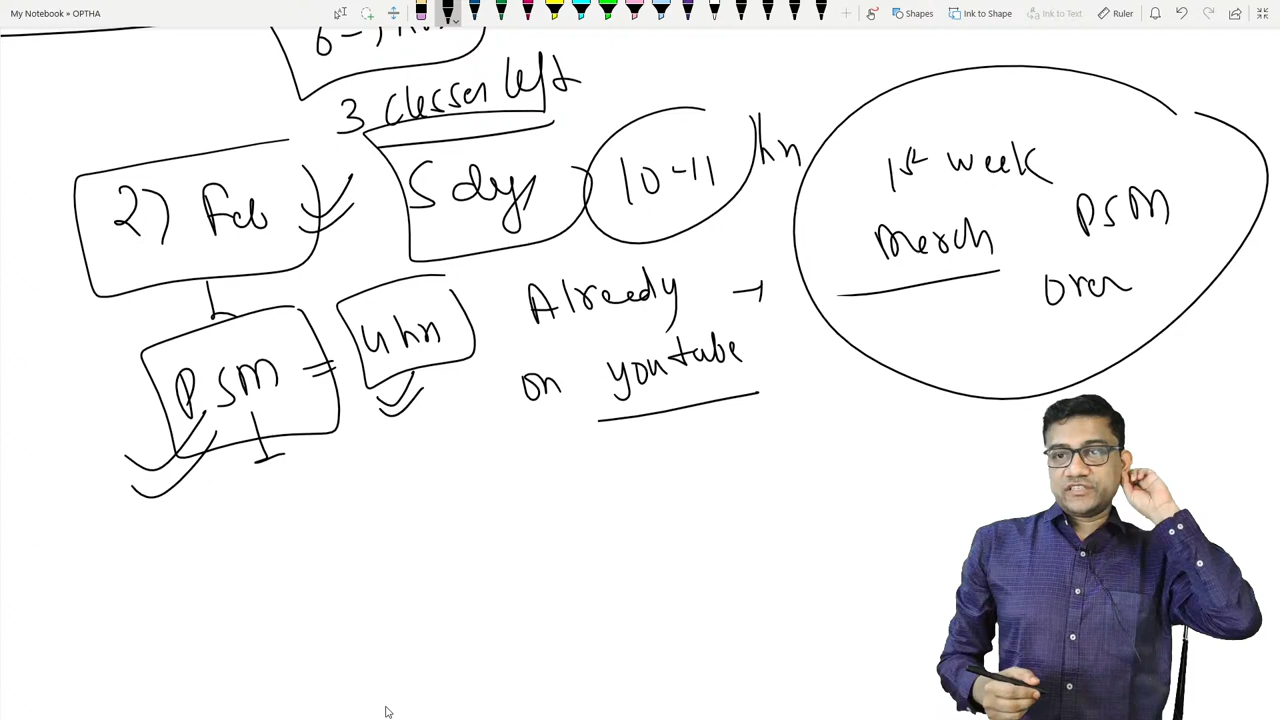 My Notebook » OPTHA
Shapes
Ink to Shape
Ink to Text
Ruler
3 classes left
27 Feb
5 dys
10-11 hr
1st week
March
PSM
over
PSM = 4 hr
Already →
on youtube